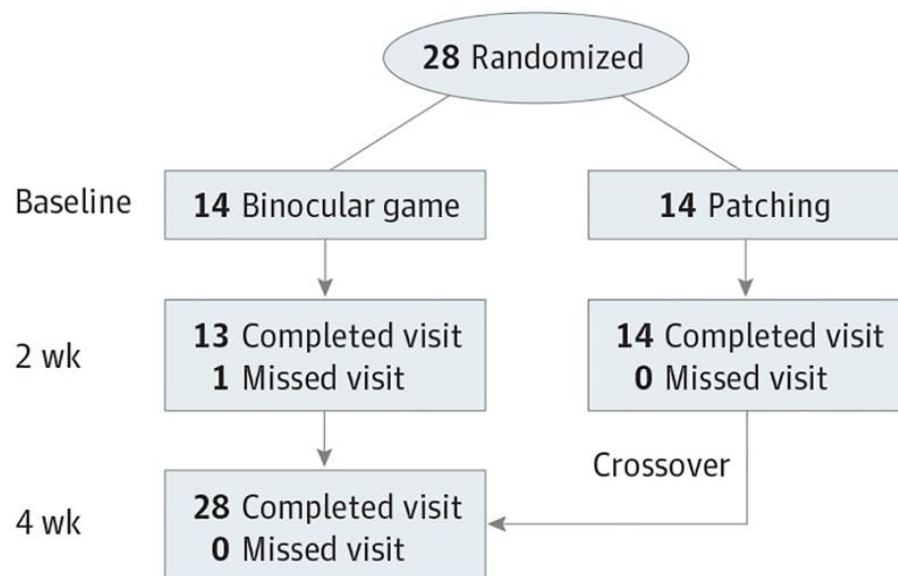 28 Randomized
Baseline
14 Binocular game
14 Patching
2 wk
13 Completed visit
1 Missed visit
14 Completed visit
0 Missed visit
Crossover
4 wk
28 Completed visit
0 Missed visit